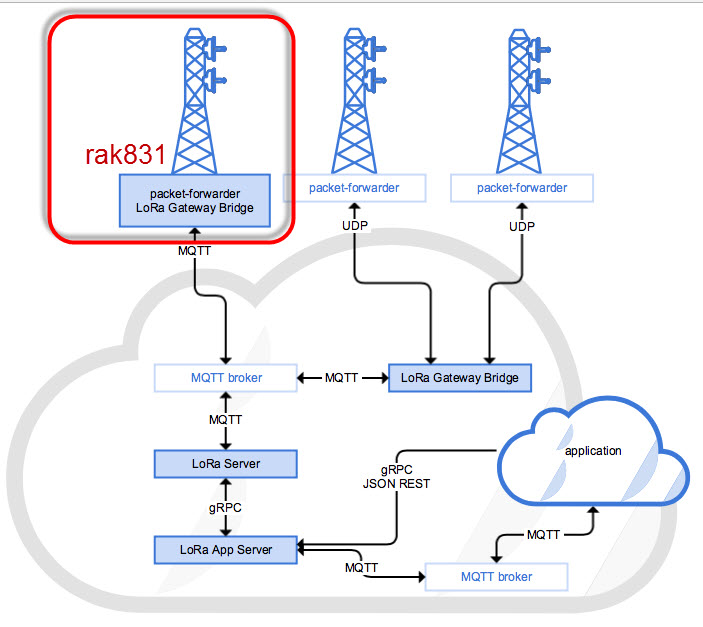 rak831
packet-forwarder
LoRa Gateway Bridge
packet-forwarder
packet-forwarder
MQTT
UDP
UDP
MQTT broker
MQTT
LoRa Gateway Bridge
MQTT
LoRa Server
gRPC
JSON REST
application
gRPC
LoRa App Server
MQTT
MQTT
MQTT broker